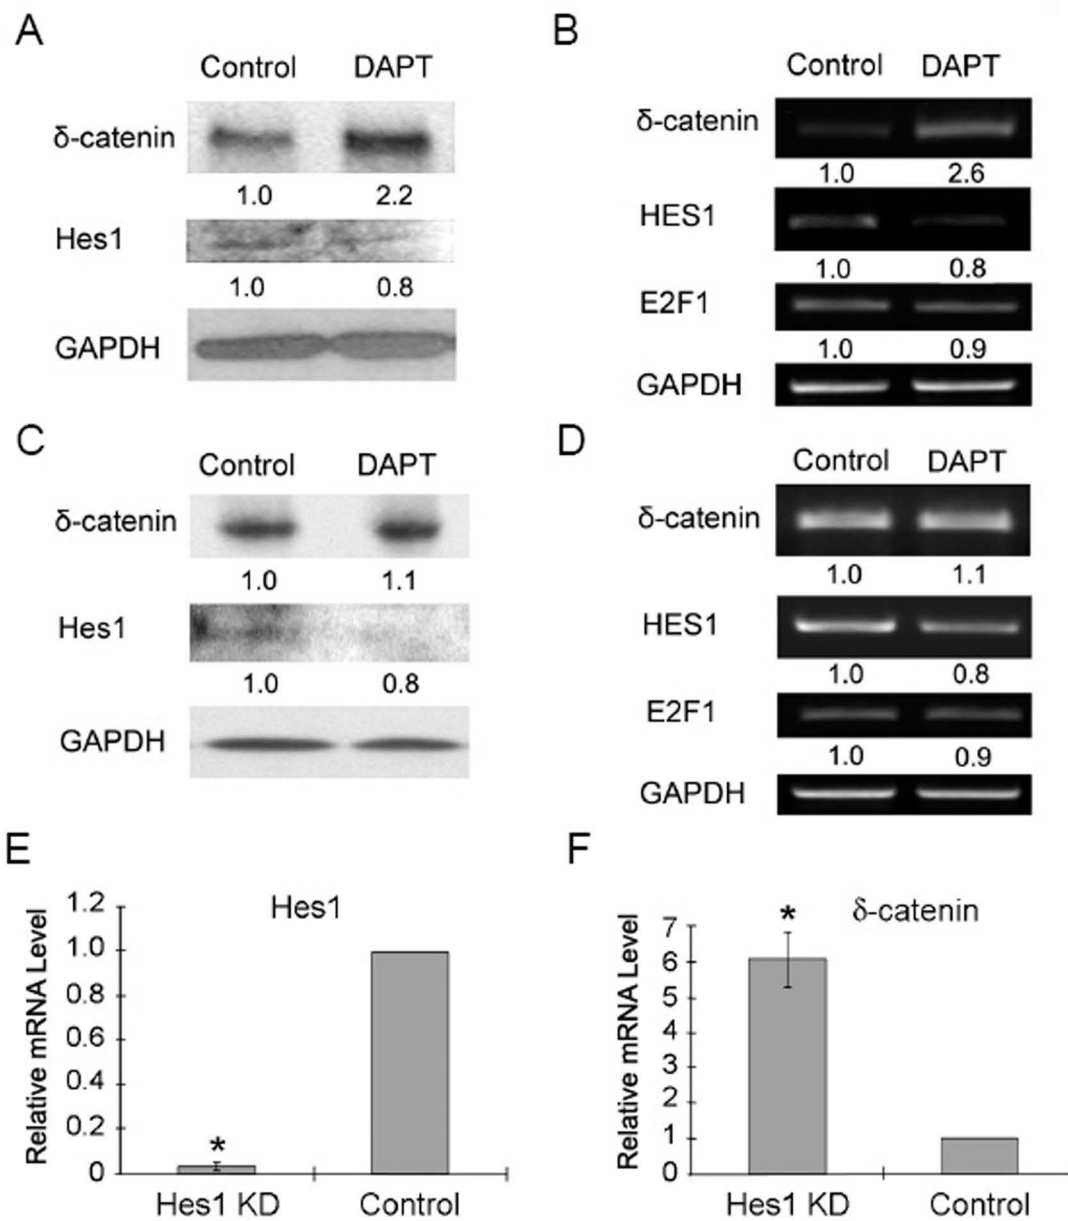 A
Control DAPT
δ-catenin
1.0 2.2
Hes1
1.0 0.8
GAPDH
B
Control DAPT
δ-catenin
1.0 2.6
HES1
1.0 0.8
E2F1
1.0 0.9
GAPDH
C
Control DAPT
δ-catenin
1.0 1.1
Hes1
1.0 0.8
GAPDH
D
Control DAPT
δ-catenin
1.0 1.1
HES1
1.0 0.8
E2F1
1.0 0.9
GAPDH
E
Hes1
Relative mRNA Level
1.2
1.0
0.8
0.6
0.4
0.2
0
*
Hes1 KD Control
F
δ-catenin
Relative mRNA Level
7
6
5
4
3
2
1
0
*
Hes1 KD Control